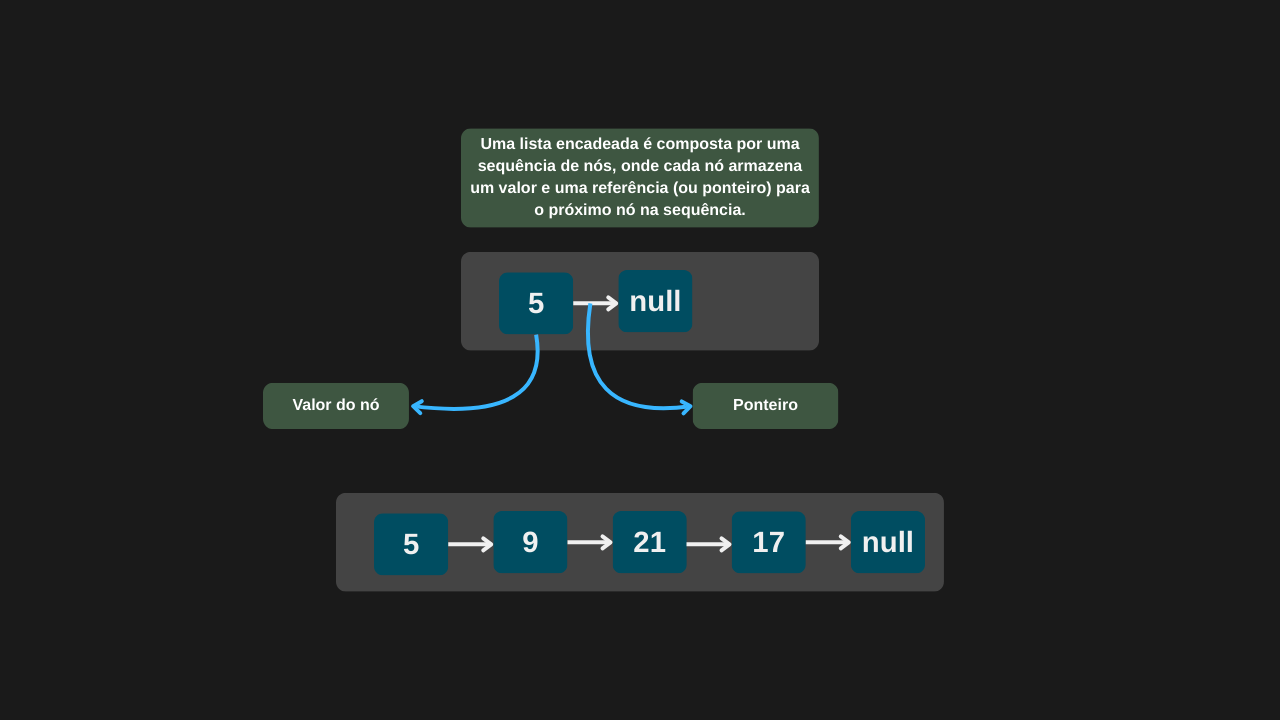 Uma lista encadeada é composta por uma
sequência de nós, onde cada nó armazena
um valor e uma referência (ou ponteiro) para
o próximo nó na sequência.
5 null
Valor do nó
Ponteiro
5 9 21 17 null